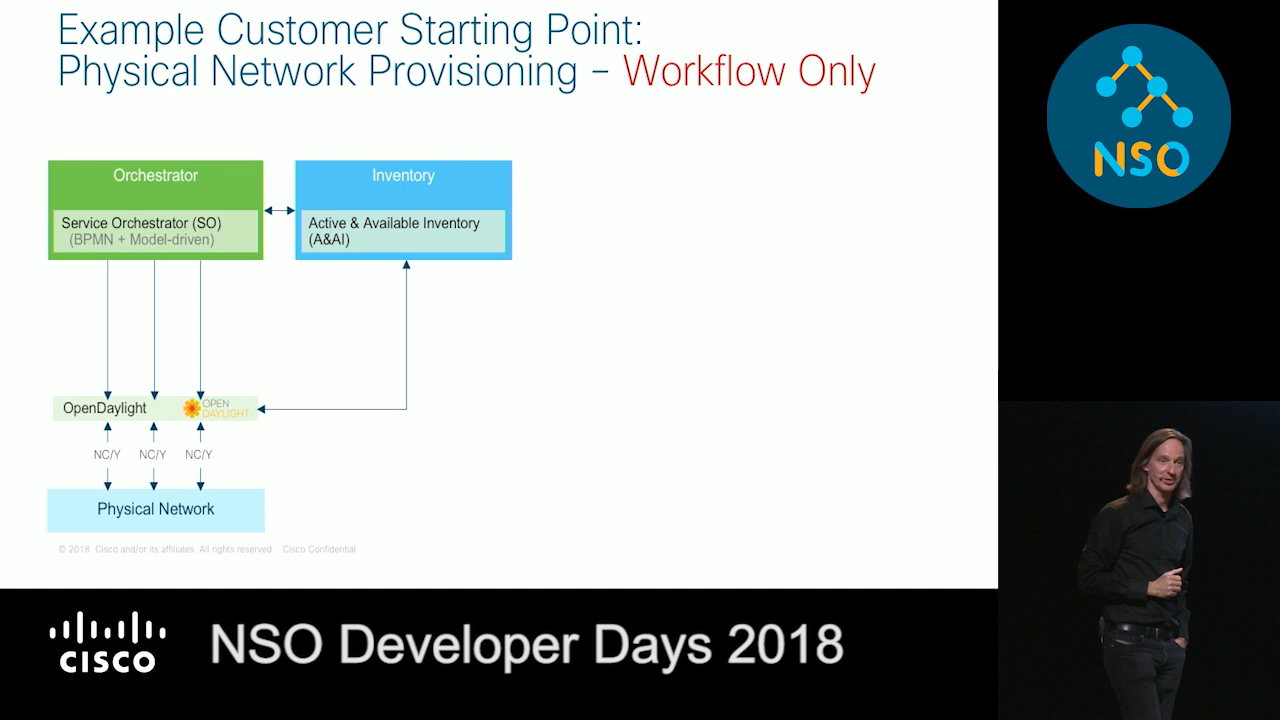 Example Customer Starting Point:
Physical Network Provisioning – Workflow Only
Orchestrator
Service Orchestrator (SO)
(BPMN + Model-driven)
Inventory
Active & Available Inventory
(A&AI)
OpenDaylight
OPEN
DAYLIGHT
NC/Y NC/Y NC/Y
Physical Network
© 2018 Cisco and/or its affiliates. All rights reserved. Cisco Confidential
NSO
CISCO
NSO Developer Days 2018